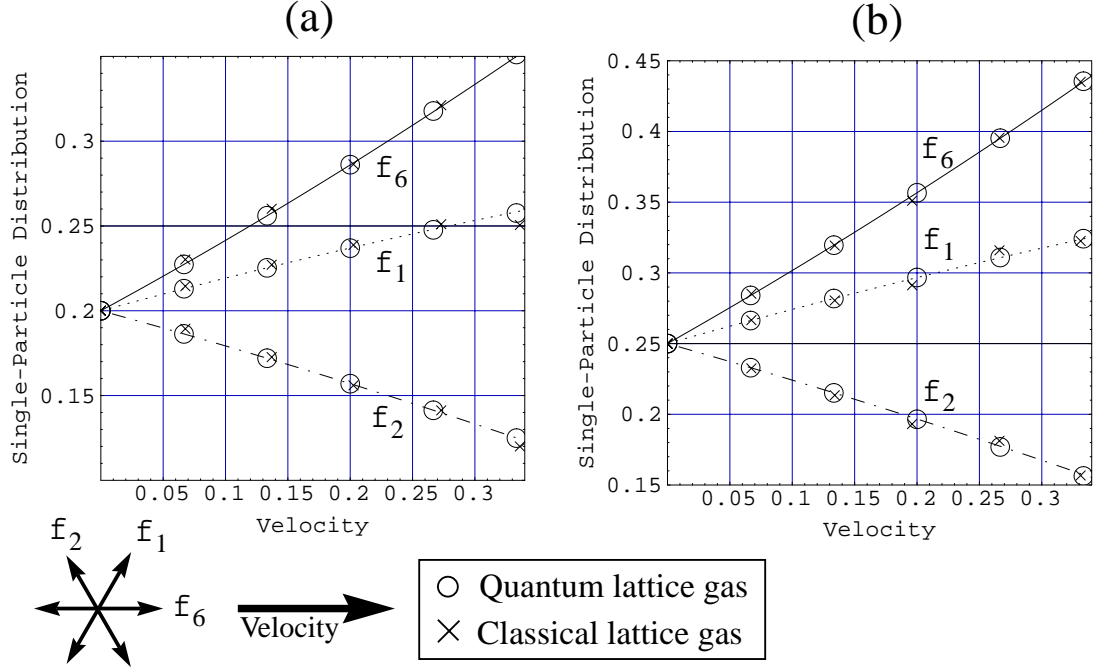 (a)
Single-Particle Distribution
0.3
0.25
0.2
0.15
f6
f1
f2
0.05 0.1 0.15 0.2 0.25 0.3
Velocity
(b)
Single-Particle Distribution
0.45
0.4
0.35
0.3
0.25
0.2
0.15
f6
f1
f2
0.05 0.1 0.15 0.2 0.25 0.3
Velocity
f2 f1
f6
Velocity
Quantum lattice gas
Classical lattice gas